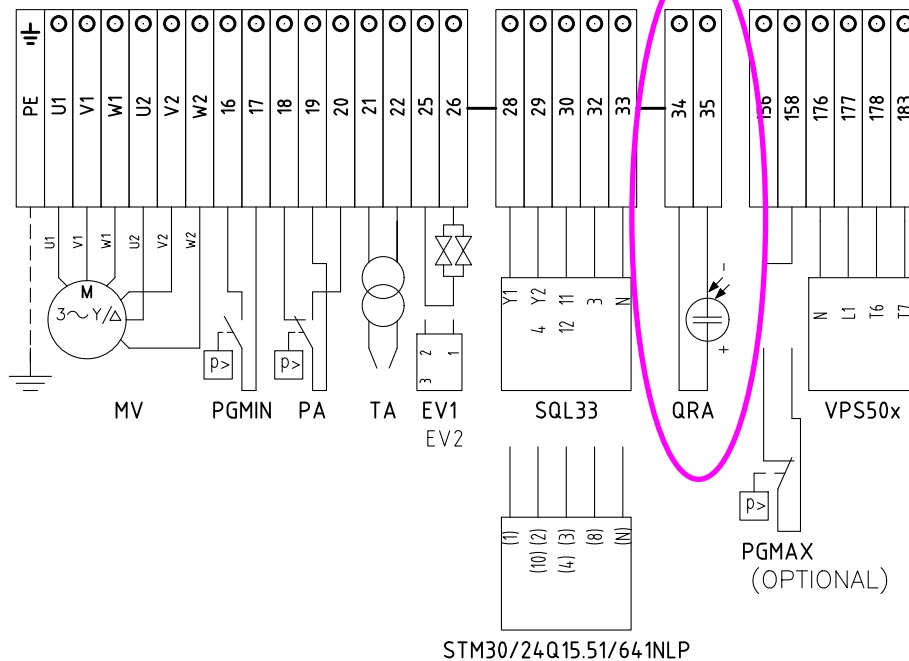 PE U1 V1 W1 U2 V2 W2 16 17 18 19 20 21 22 25 26 28 29 30 32 33 34 35 156 158 176 177 178 183
U1 V1 W1 U2 V2 W2
M
3~ Y/△
p>
p>
3 2 1
Y1 Y2
4 12 11 3 N
- +
N L1 T6 T7
MV PGMIN PA TA EV1 SQL33 QRA VPS50x
EV2
(1) (10) (2) (4) (3) (8) (N)
p>
PGMAX
(OPTIONAL)
STM30/24Q15.51/641NLP